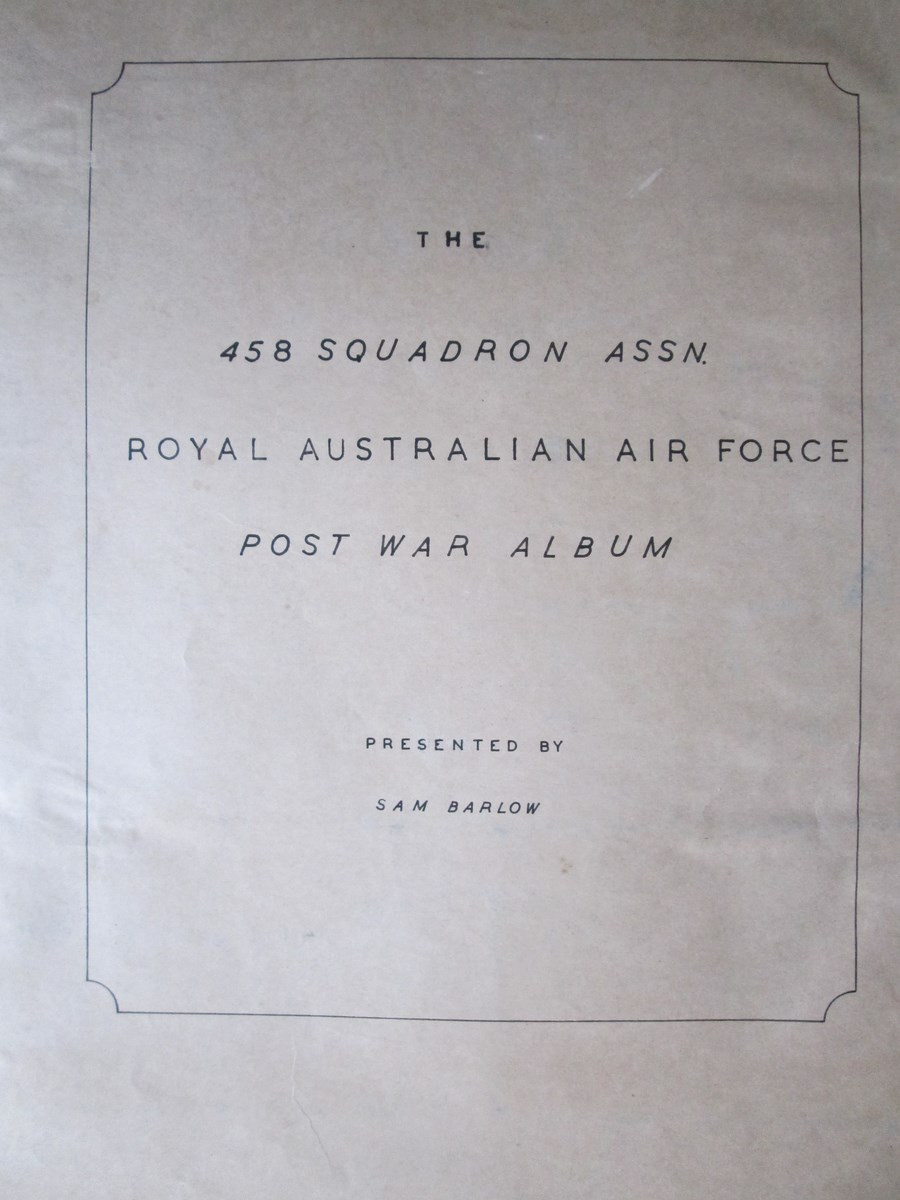 THE
458 SQUADRON ASSN.
ROYAL AUSTRALIAN AIR FORCE
POST WAR ALBUM
PRESENTED BY
SAM BARLOW